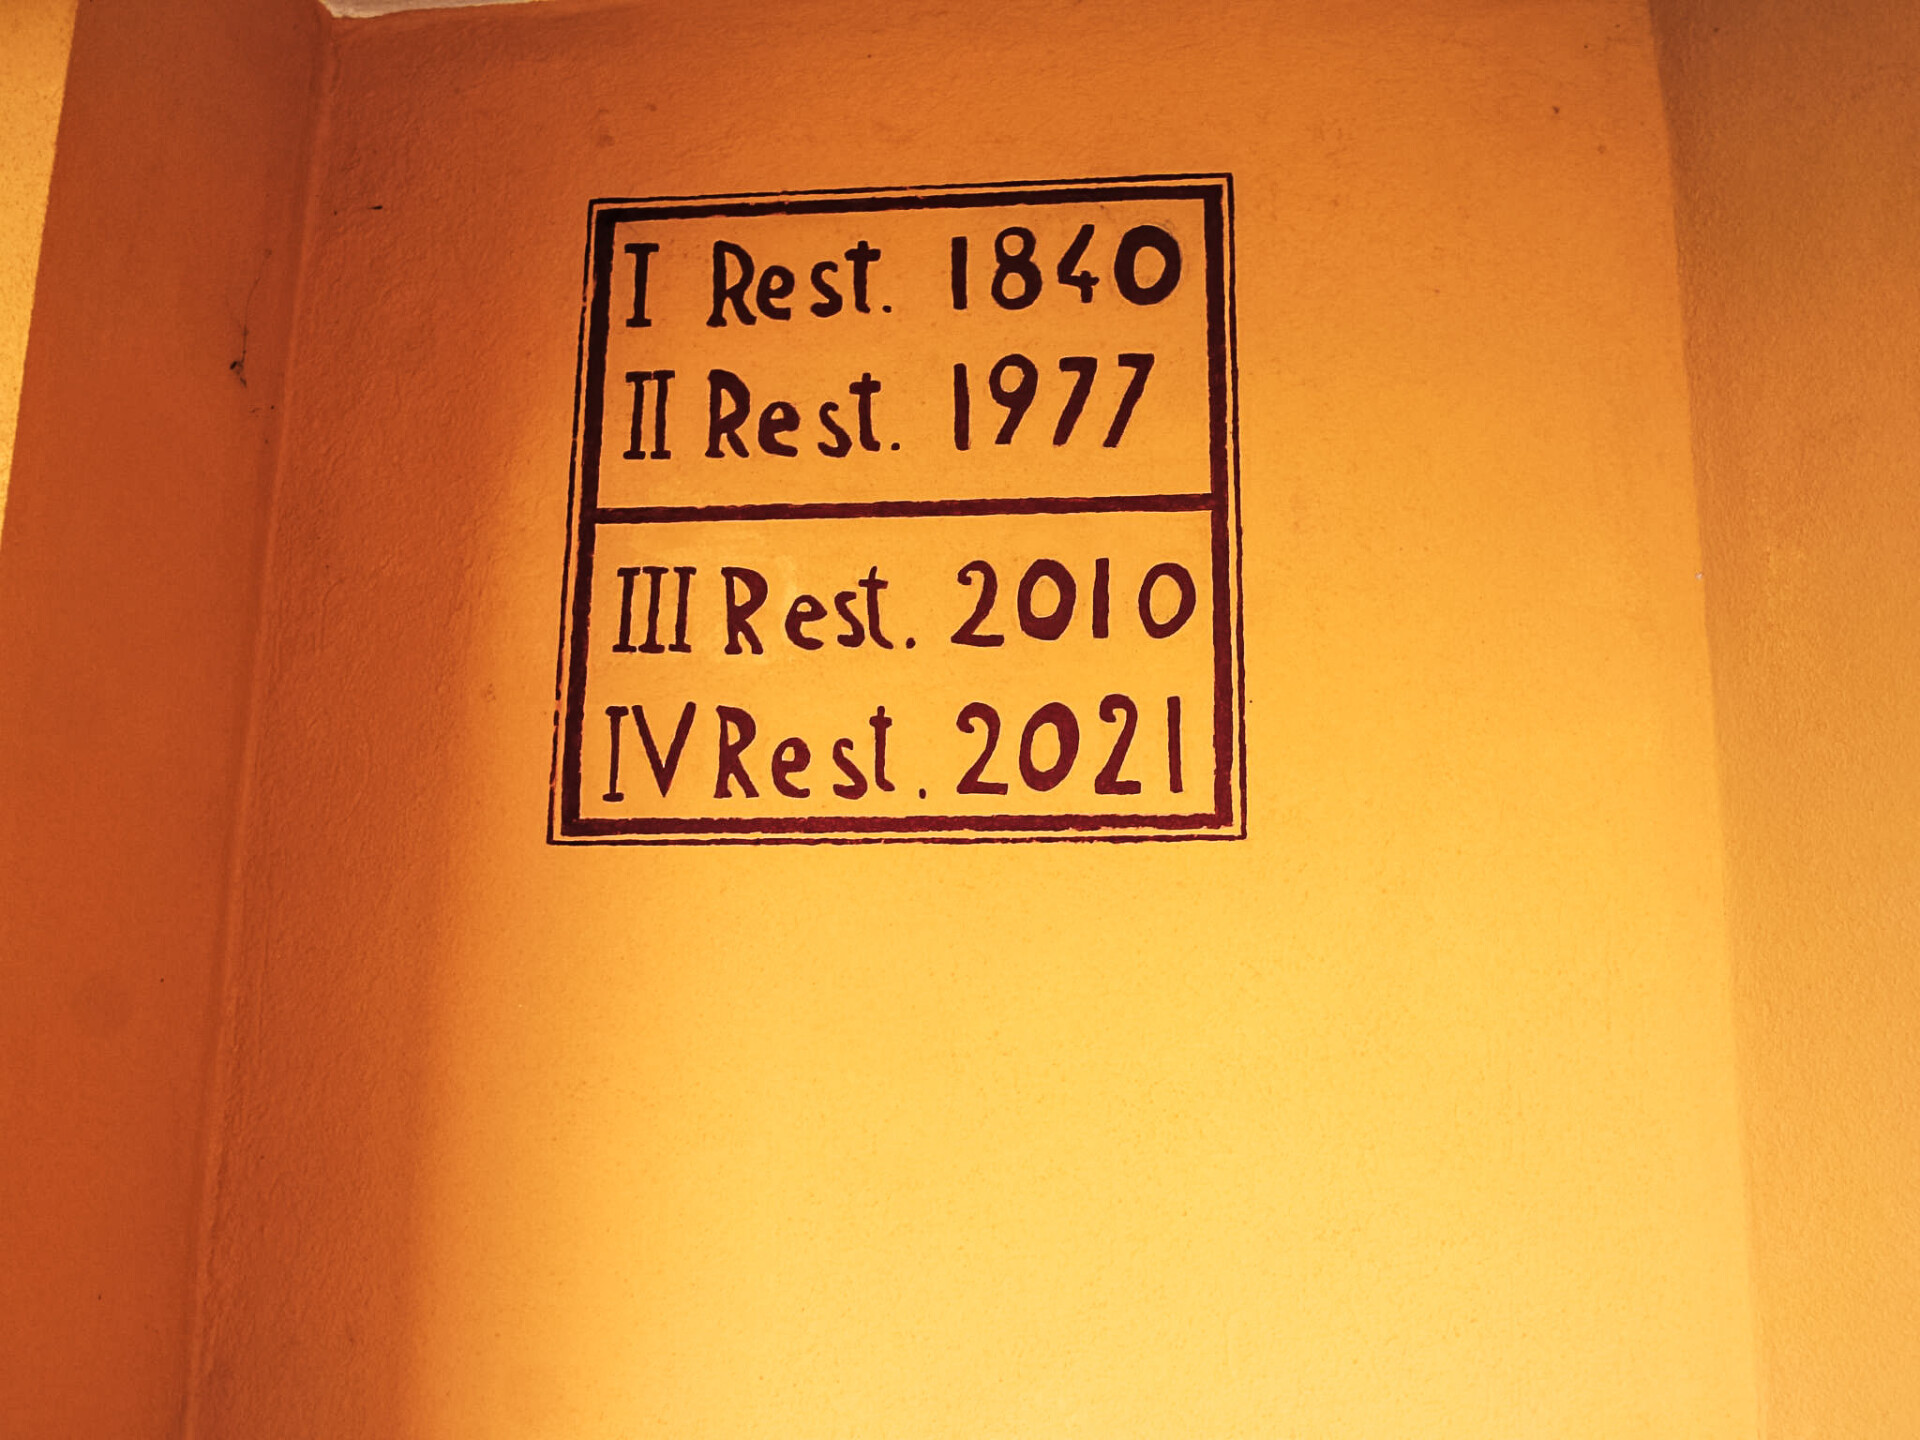 I Rest. 1840
II Rest. 1977
III Rest. 2010
IV Rest. 2021